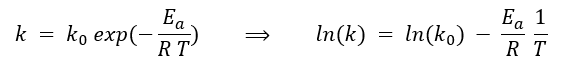 k = k₀ exp(−Eₐ/(R T)) ⟹ ln(k) = ln(k₀) − Eₐ/R 1/T